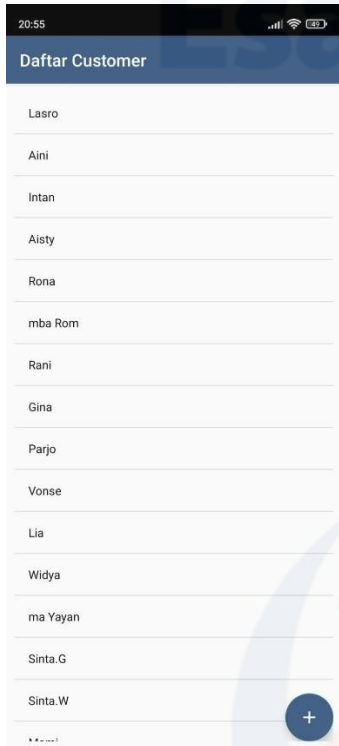 20:55
49
Daftar Customer
Lasro
Aini
Intan
Aisty
Rona
mba Rom
Rani
Gina
Parjo
Vonse
Lia
Widya
ma Yayan
Sinta.G
Sinta.W
+